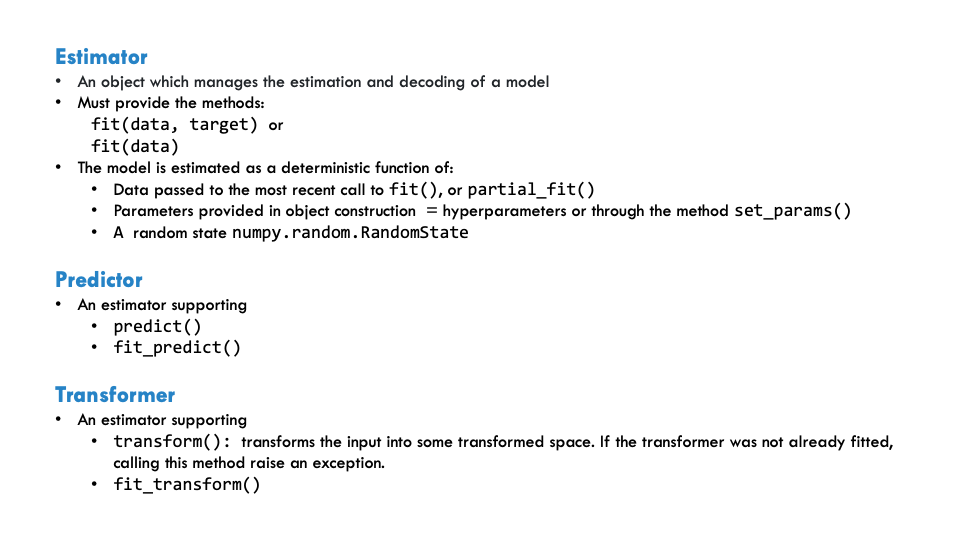 Estimator
• An object which manages the estimation and decoding of a model
• Must provide the methods:
fit(data, target) or
fit(data)
• The model is estimated as a deterministic function of:
• Data passed to the most recent call to fit(), or partial_fit()
• Parameters provided in object construction = hyperparameters or through the method set_params()
• A random state numpy.random.RandomState
Predictor
• An estimator supporting
• predict()
• fit_predict()
Transformer
• An estimator supporting
• transform(): transforms the input into some transformed space. If the transformer was not already fitted,
calling this method raise an exception.
• fit_transform()